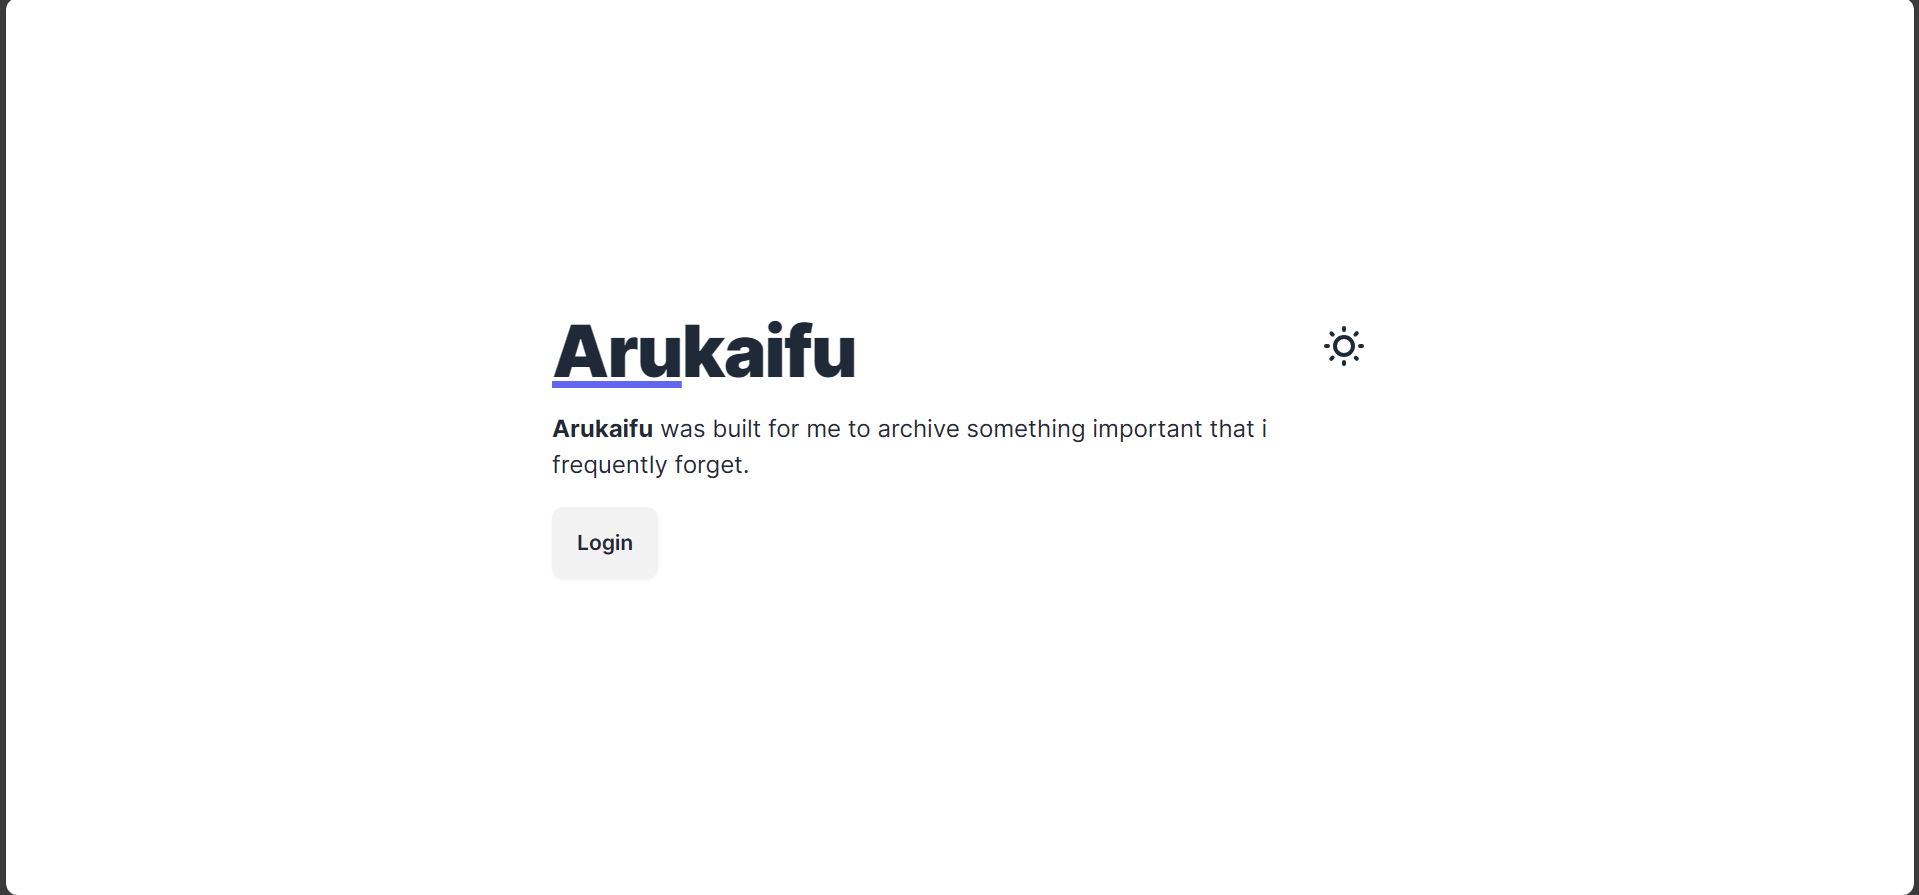 Arukaifu
Arukaifu was built for me to archive something important that i
frequently forget.
Login